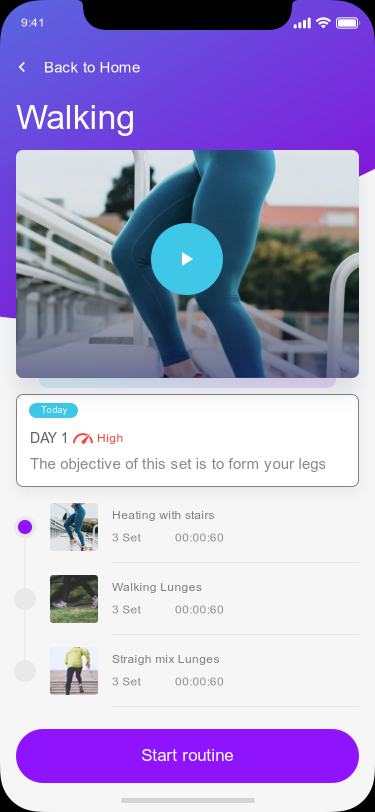 9:41
Back to Home
Walking
Today
DAY 1 High
The objective of this set is to form your legs
Heating with stairs
3 Set 00:00:60
Walking Lunges
3 Set 00:00:60
Straigh mix Lunges
3 Set 00:00:60
Start routine